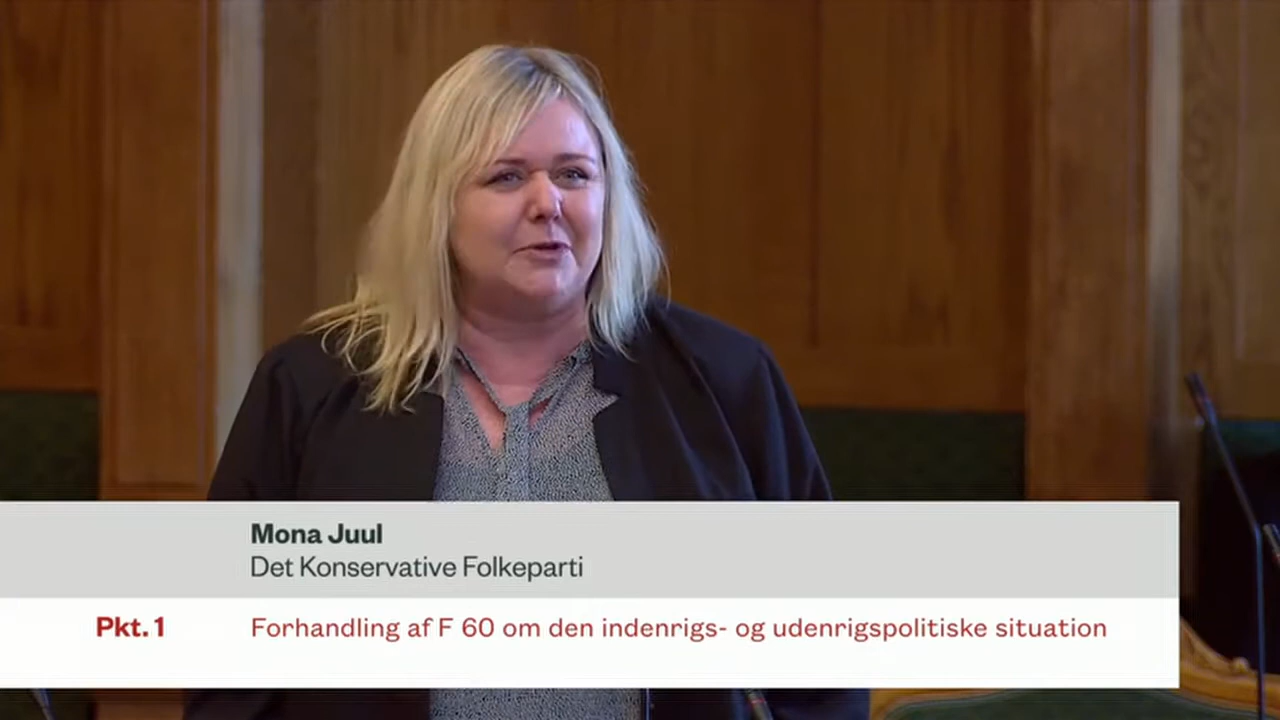 Mona Juul
Det Konservative Folkeparti
Pkt. 1 Forhandling af F 60 om den indenrigs- og udenrigspolitiske situation